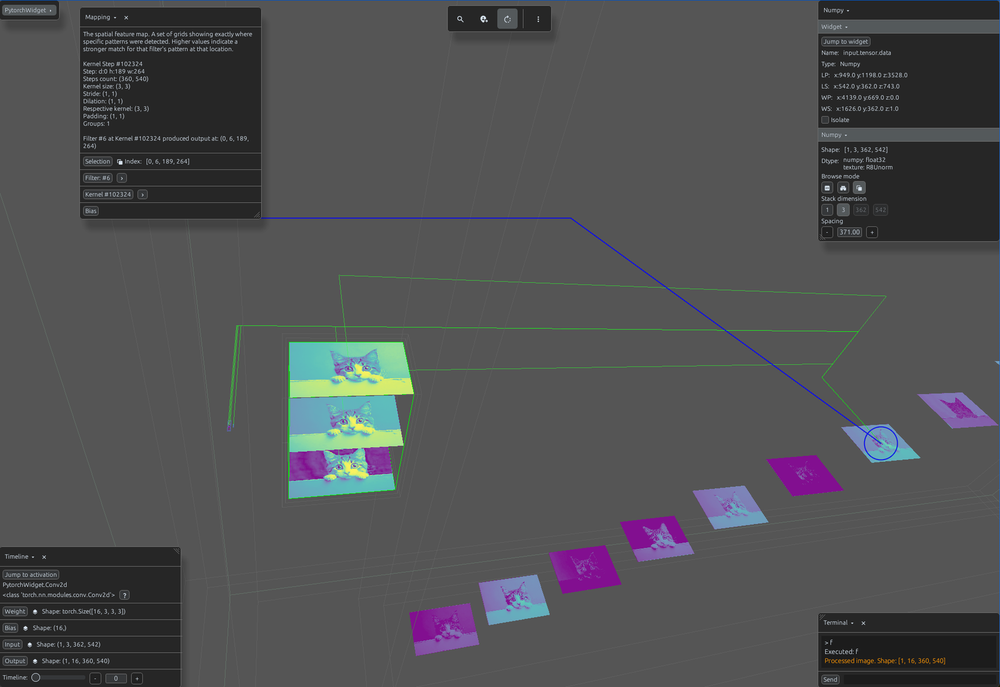 PytorchWidget
Mapping
The spatial feature map. A set of grids showing exactly where
specific patterns were detected. Higher values indicate a
stronger match for that filter's pattern at that location.
Kernel Step #102324
Step: d:0 h:189 w:264
Steps count: (360, 540)
Kernel size: (3, 3)
Stride: (1, 1)
Dilation: (1, 1)
Respective kernel: (3, 3)
Padding: (1, 1)
Groups: 1
Filter #6 at Kernel #102324 produced output at: (0, 6, 189,
264)
Selection Index: [0, 6, 189, 264]
Filter: #6
Kernel #102324
Bias
Numpy
Widget
Jump to widget
Name: input.tensor.data
Type: Numpy
LP: x:949.0 y:1198.0 z:3528.0
LS: x:542.0 y:362.0 z:743.0
WP: x:4139.0 y:669.0 z:0.0
WS: x:1626.0 y:362.0 z:1.0
Isolate
Numpy
Shape: [1, 3, 362, 542]
Dtype: numpy: float32
texture: R8Unorm
Browse mode
Stack dimension
1 3 362 542
Spacing
- 371.00 +
Timeline
Jump to activation
PytorchWidget.Conv2d
<class 'torch.nn.modules.conv.Conv2d'> ?
Weight Shape: torch.Size([16, 3, 3, 3])
Bias Shape: (16,)
Input Shape: (1, 3, 362, 542)
Output Shape: (1, 16, 360, 540)
Timeline: - 0 +
Terminal
> f
Executed: f
Processed image. Shape: [1, 16, 360, 540]
Send